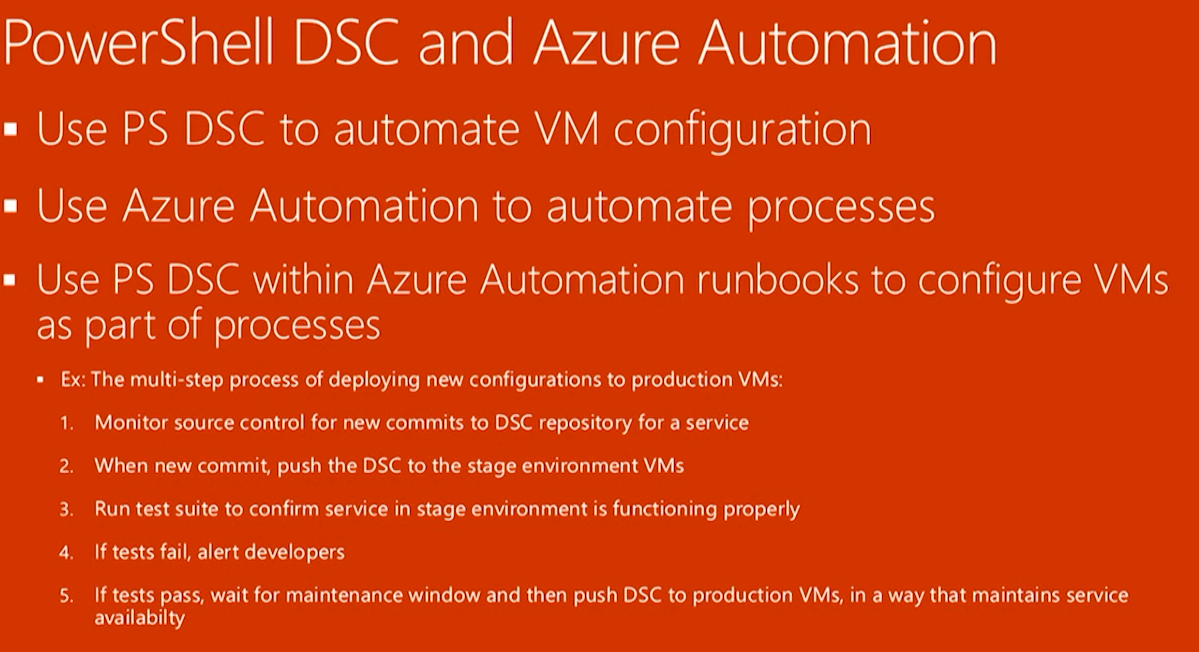 PowerShell DSC and Azure Automation
▪ Use PS DSC to automate VM configuration
▪ Use Azure Automation to automate processes
▪ Use PS DSC within Azure Automation runbooks to configure VMs
as part of processes
▪ Ex: The multi-step process of deploying new configurations to production VMs:
1. Monitor source control for new commits to DSC repository for a service
2. When new commit, push the DSC to the stage environment VMs
3. Run test suite to confirm service in stage environment is functioning properly
4. If tests fail, alert developers
5. If tests pass, wait for maintenance window and then push DSC to production VMs, in a way that maintains service
availabilty